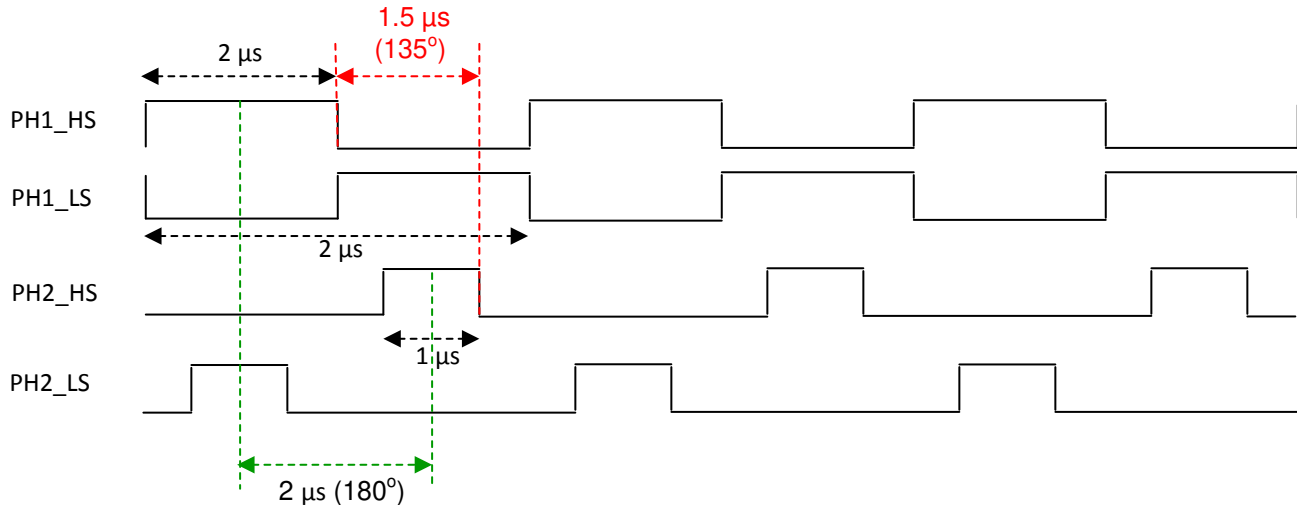 1.5 µs
(135°)
2 µs
PH1_HS
PH1_LS
2 µs
PH2_HS
1 µs
PH2_LS
2 µs (180°)